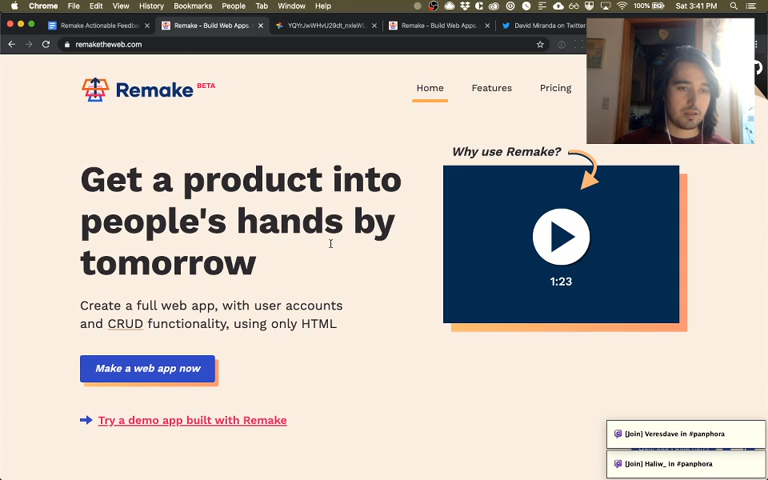 Chrome File Edit View History Bookmarks People Tab Window Help
100% Sat 3:41 PM
Remake Actionable Feedb
Remake - Build Web Apps
Remake - Build Web Apps
David Miranda on Twitter
remaketheweb.com
Remake BETA
Home Features Pricing
Why use Remake?
Get a product into
people's hands by
tomorrow
1:23
Create a full web app, with user accounts
and CRUD functionality, using only HTML
Make a web app now
Try a demo app built with Remake
[Join] Veresdave in #panphora
[Join] Haliw_ in #panphora